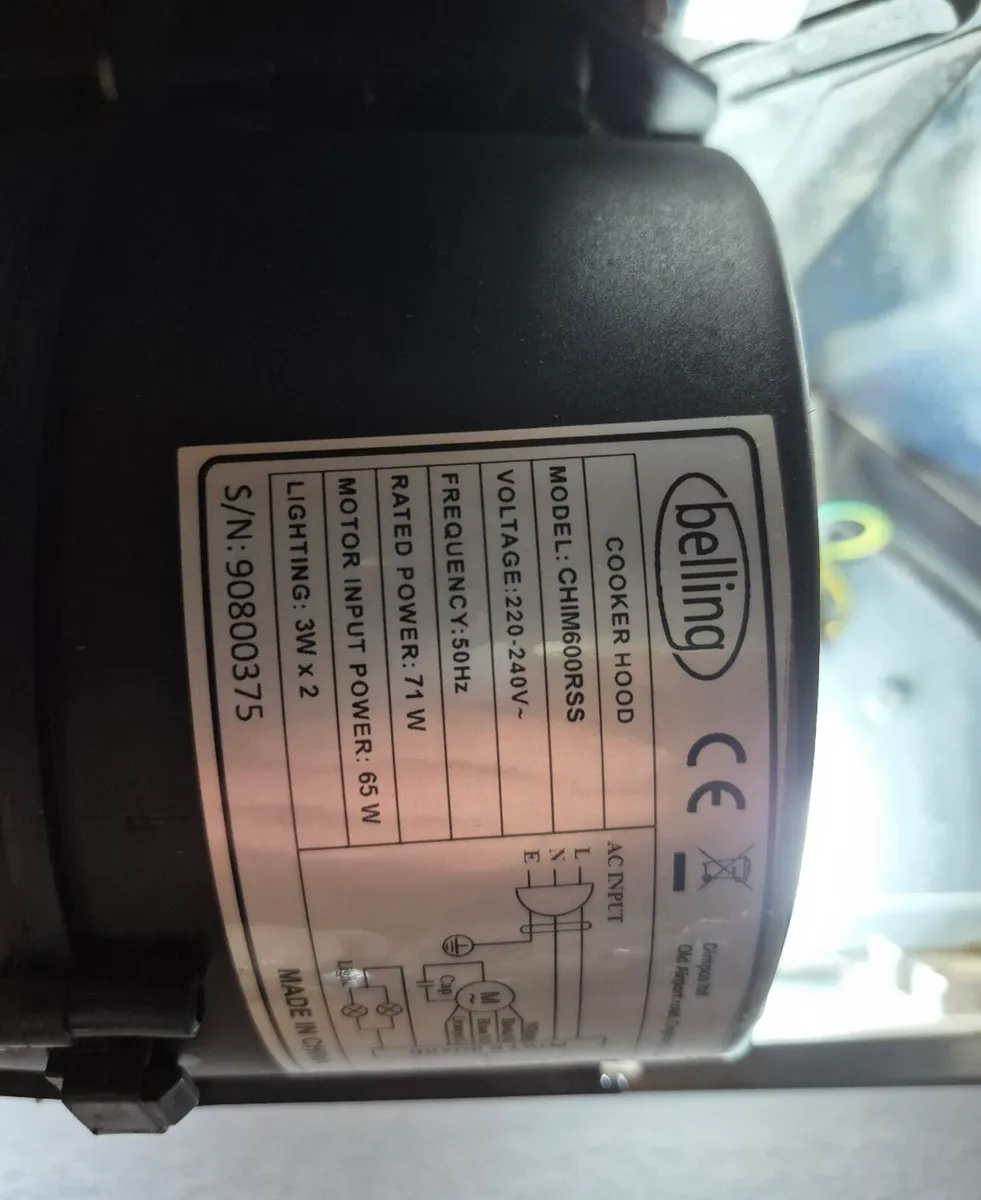 belling CE
COOKER HOOD
MODEL: CHIM600RSS
VOLTAGE:220-240V~
FREQUENCY:50Hz
RATED POWER: 71 W
MOTOR INPUT POWER: 65 W
LIGHTING: 3W x 2
S/N: 90800375
AC INPUT
L
N
E
M
~
Cap
MADE IN